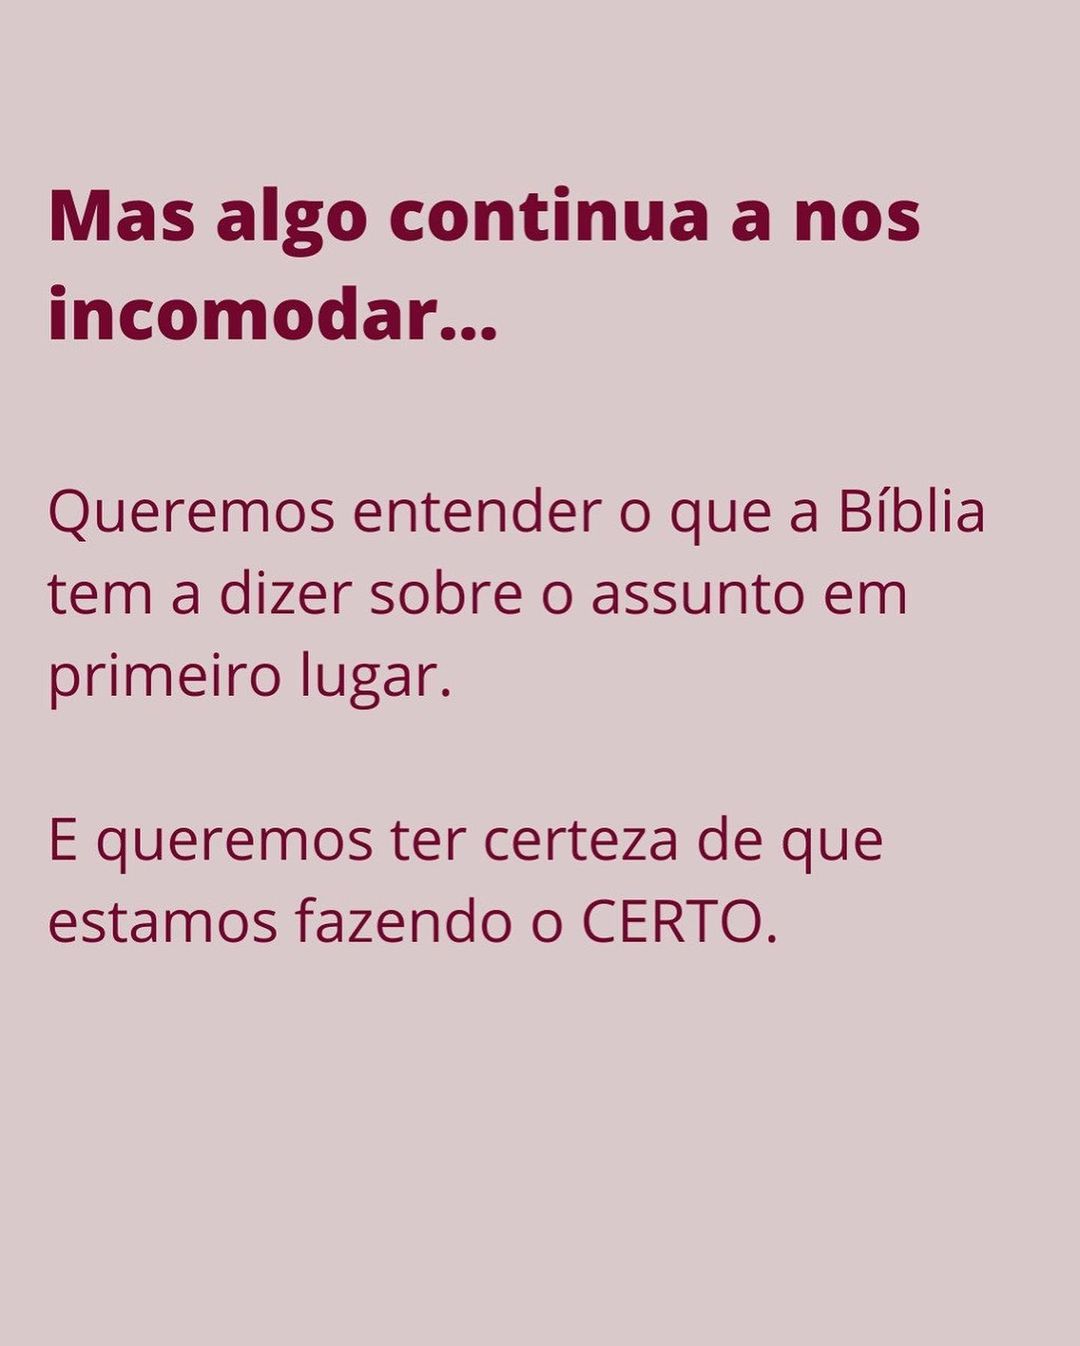 Mas algo continua a nos
incomodar...
Queremos entender o que a Bíblia
tem a dizer sobre o assunto em
primeiro lugar.
E queremos ter certeza de que
estamos fazendo o CERTO.